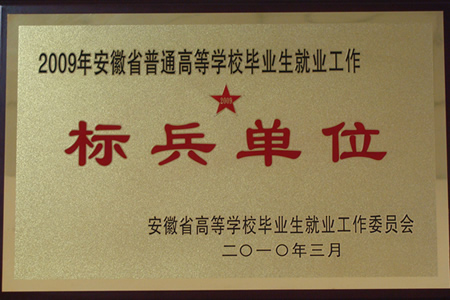 2009年安徽省普通高等学校毕业生就业工作
2009
标兵单位
安徽省高等学校毕业生就业工作委员会
二〇一〇年三月